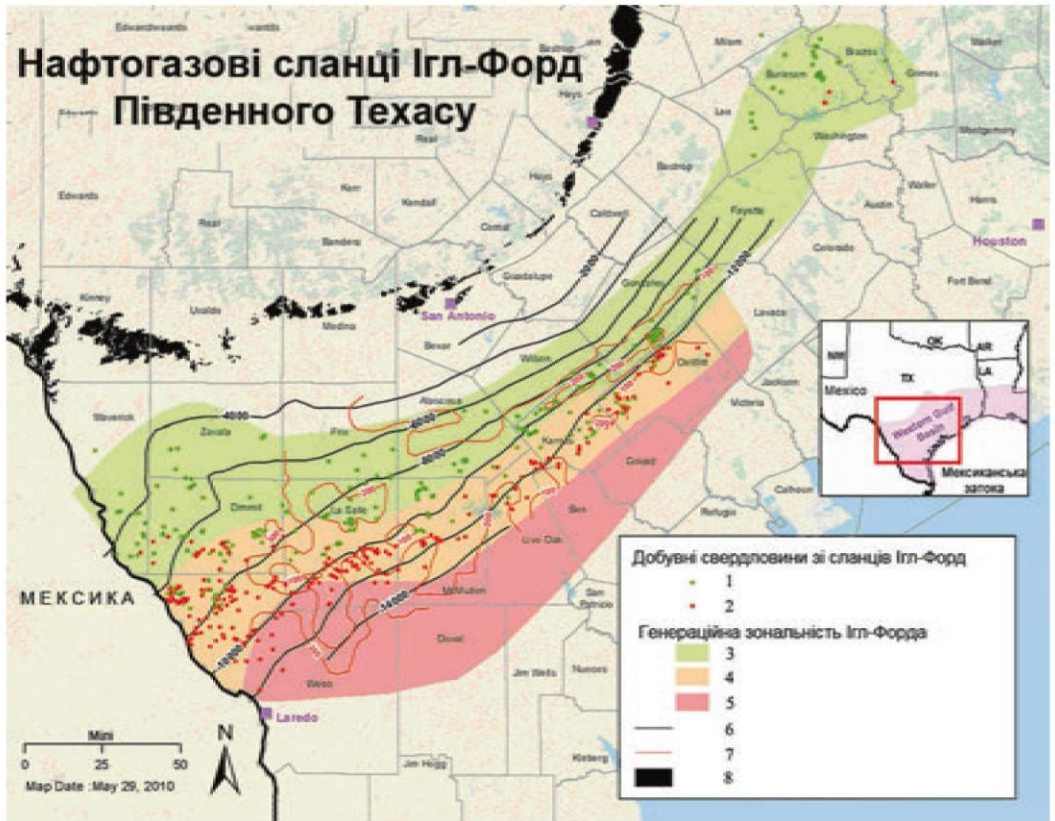 Нафтогазові сланці Ігл-Форд
Південного Техасу
Edwards
Real
Kerr
Kendall
Bandera
Hays
Comal
Caldwell
Guadalupe
Bastrop
Lee
Milam
Burleson
Brazos
Grimes
Walker
Washington
Montgomery
Waller
Austin
Harris
Houston
Fayette
Colorado
Fort Bend
Kinney
Uvalde
Medina
San Antonio
Bexar
Wilson
Gonzales
Lavaca
DeWitt
Jackson
Victoria
Maverick
Zavala
Frio
Atascosa
Karnes
Goliad
Calhoun
Refugio
Bee
Live Oak
Dimmit
La Salle
McMullen
San
Patricio
Duval
Webb
Jim Wells
Nueces
Jim Hogg
Kleberg
Laredo
МЕКСИКА
-2000
-4000
-6000
-8000
-10000
-12000
-14000
NM
OK
AR
TX
LA
Mexico
Western Gulf
Basin
Мексиканська
затока
Добувні свердловини зі сланців Ігл-Форд
1
2
Генераційна зональність Ігл-Форда
3
4
5
6
7
8
Mini
0 25 50
N
Map Date :May 29, 2010